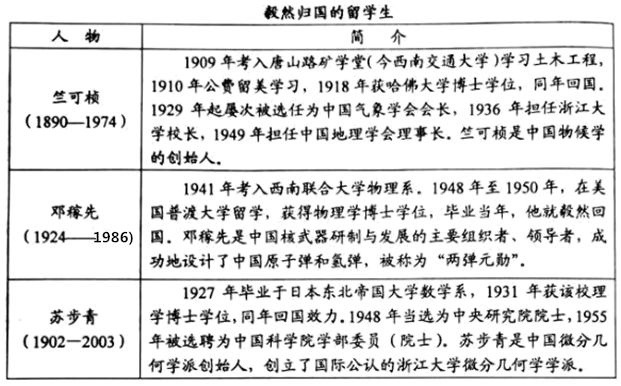 毅然归国的留学生
人 物
简 介
竺可桢
(1890—1974)
1909 年考入唐山路矿学堂(今西南交通大学)学习土木工程,
1910 年公费留美学习, 1918 年获哈佛大学博士学位, 同年回国。
1929 年起屡次被选任为中国气象学会会长, 1936 年担任浙江大
学校长, 1949 年担任中国地理学会理事长。竺可桢是中国物候学
的创始人。
邓稼先
(1924——1986)
1941 年考入西南联合大学物理系。1948 年至 1950 年, 在美
国普渡大学留学, 获得物理学博士学位, 毕业当年, 他就毅然回
国。邓稼先是中国核武器研制与发展的主要组织者、领导者, 成
功地设计了中国原子弹和氢弹, 被称为“两弹元勋”。
苏步青
(1902—2003)
1927 年毕业于日本东北帝国大学数学系, 1931 年获该校理
学博士学位, 同年回国效力。1948 年当选为中央研究院院士, 1955
年被选聘为中国科学院学部委员(院士)。苏步青是中国微分几
何学派创始人, 创立了国际公认的浙江大学微分几何学学派。